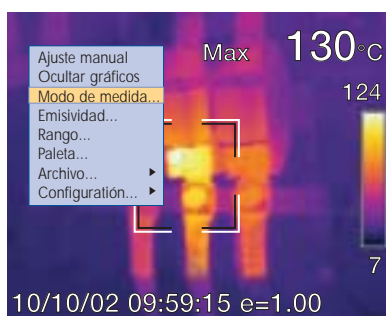 Ajuste manual
Ocultar gráficos
Modo de medida...
Emisividad...
Rango...
Paleta...
Archivo...
Configuratión...
Max 130°C
124
7
10/10/02 09:59:15 e=1.00